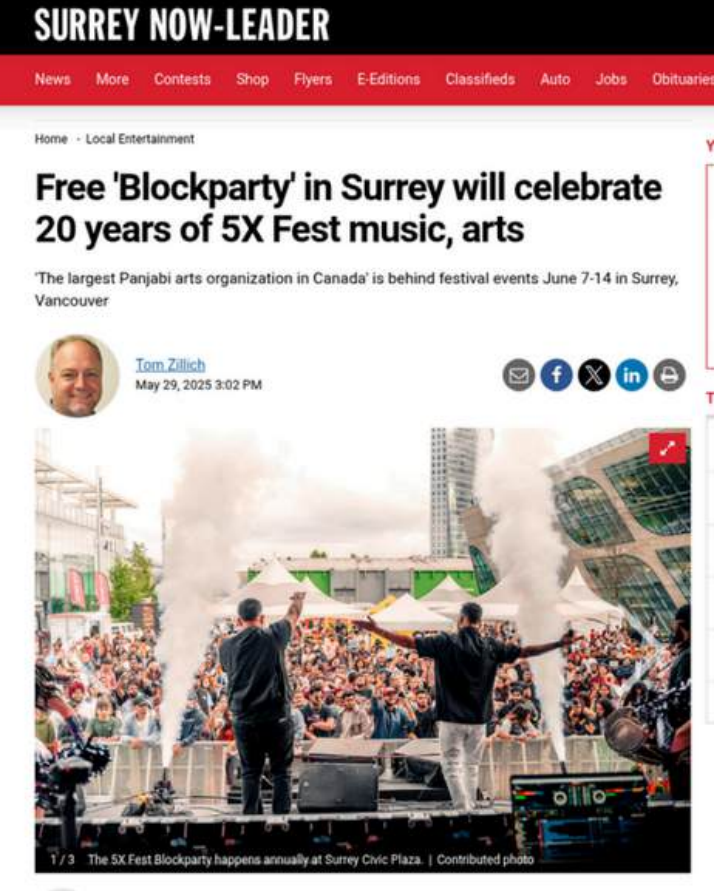 SURREY NOW-LEADER
News More Contests Shop Flyers E-Editions Classifieds Auto Jobs Obituaries
Home - Local Entertainment
Free 'Blockparty' in Surrey will celebrate
20 years of 5X Fest music, arts
'The largest Panjabi arts organization in Canada' is behind festival events June 7-14 in Surrey,
Vancouver
Tom Zillich
May 29, 2025 3:02 PM
1 / 3 The 5X Fest Blockparty happens annually at Surrey Civic Plaza. | Contributed photo